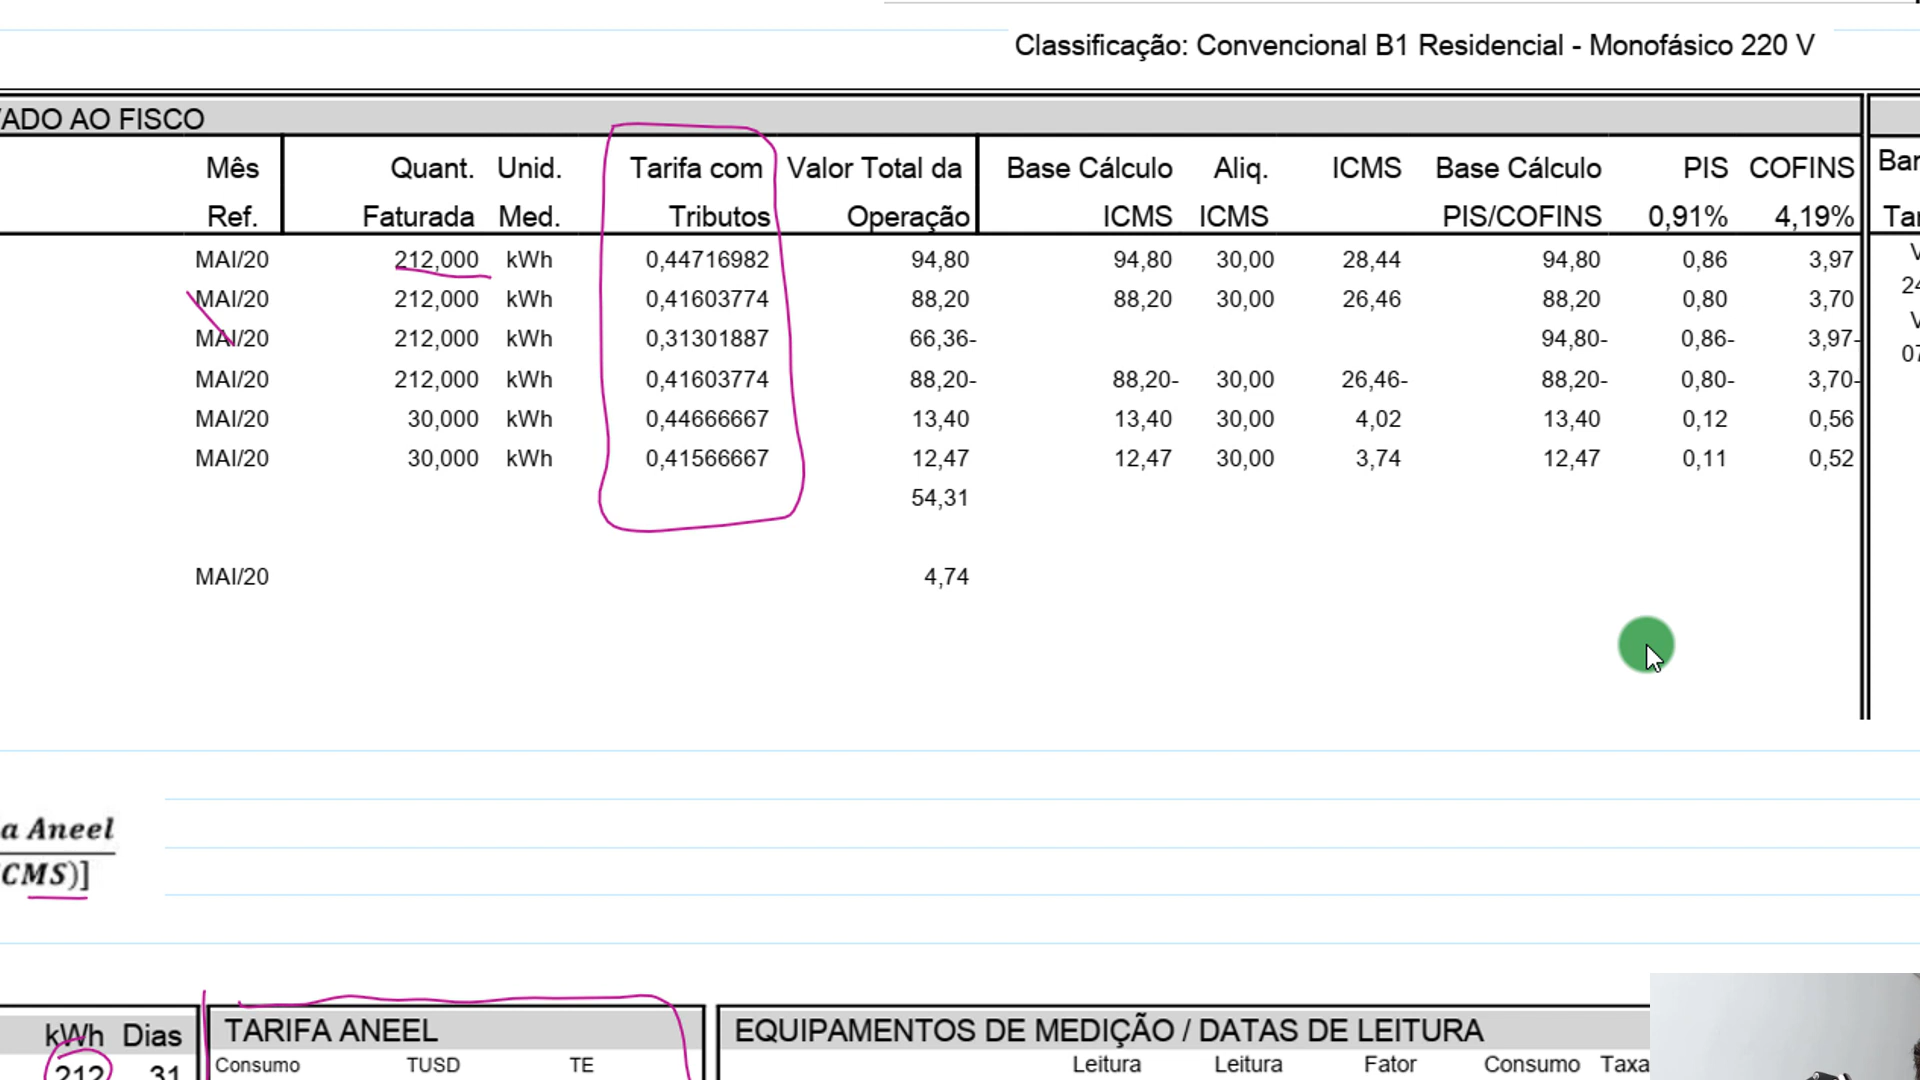 Classificação: Convencional B1 Residencial - Monofásico 220 V
VADO AO FISCO
Mês Quant. Unid. Tarifa com Valor Total da Base Cálculo Aliq. ICMS Base Cálculo PIS COFINS
Ref. Faturada Med. Tributos Operação ICMS ICMS PIS/COFINS 0,91% 4,19%
MAI/20 212,000 kWh 0,44716982 94,80 94,80 30,00 28,44 94,80 0,86 3,97
MAI/20 212,000 kWh 0,41603774 88,20 88,20 30,00 26,46 88,20 0,80 3,70
MAI/20 212,000 kWh 0,31301887 66,36- 94,80- 0,86- 3,97-
MAI/20 212,000 kWh 0,41603774 88,20- 88,20- 30,00 26,46- 88,20- 0,80- 3,70-
MAI/20 30,000 kWh 0,44666667 13,40 13,40 30,00 4,02 13,40 0,12 0,56
MAI/20 30,000 kWh 0,41566667 12,47 12,47 30,00 3,74 12,47 0,11 0,52
54,31
MAI/20 4,74
a Aneel
CMS)]
kWh Dias TARIFA ANEEL EQUIPAMENTOS DE MEDIÇÃO / DATAS DE LEITURA
212 31 Consumo TUSD TE Leitura Leitura Fator Consumo Taxa